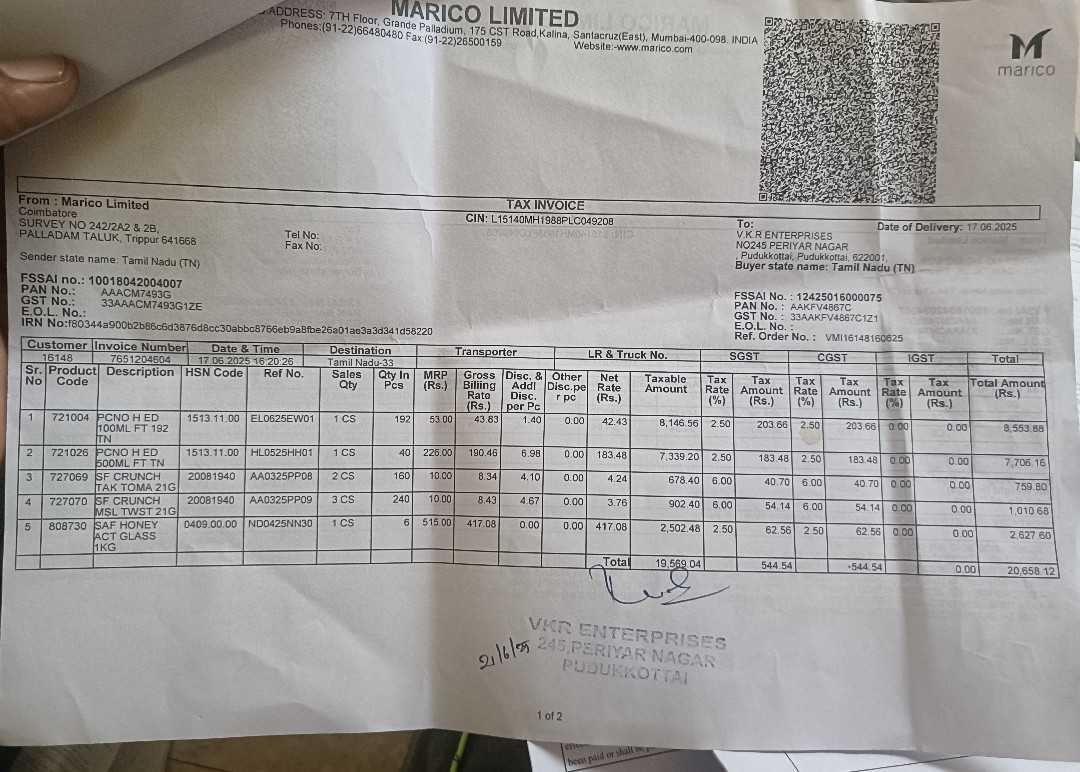 MARICO LIMITED
ADDRESS: 7TH Floor, Grande Palladium, 175 CST Road,Kalina, Santacruz(East), Mumbai-400-098. INDIA
Phones:(91-22)66480480 Fax:(91-22)26500159 Website:-www.marico.com
marico
TAX INVOICE
CIN: L15140MH1988PLC049208
From : Marico Limited
Coimbatore
SURVEY NO 242/2A2 & 2B,
PALLADAM TALUK, Trippur 641668
Tel No:
Fax No:
Sender state name: Tamil Nadu (TN)
FSSAI no.: 10018042004007
PAN No.: AAACM7493G
GST No.: 33AAACM7493G1ZE
E.O.L. No.:
IRN No:f80344a900b2b86c6d3876d8cc30abbc8766eb9a8fbe26a01ae3a3d341d58220
To: Date of Delivery: 17.06.2025
V.K.R ENTERPRISES
NO245 PERIYAR NAGAR
, Pudukkottai, Pudukkottai, 622001,
Buyer state name: Tamil Nadu (TN)
FSSAI No. : 12425016000075
PAN No. : AAKFV4867C
GST No. : 33AAKFV4867C1Z1
E.O.L. No. :
Ref. Order No. : VMI16148160625
Customer Invoice Number Date & Time Destination Transporter LR & Truck No. SGST CGST IGST Total
16148 7651204604 17.06.2025 16:20:26 Tamil Nadu-33
Sr. No Product Code Description HSN Code Ref No. Sales Qty Qty In Pcs MRP (Rs.) Gross Billing Rate (Rs.) Disc. & Addl Disc. per Pc Other Disc.pe r pc Net Rate (Rs.) Taxable Amount Tax Rate (%) Tax Amount (Rs.) Tax Rate (%) Tax Amount (Rs.) Tax Rate (%) Tax Amount (Rs.) Total Amount (Rs.)
1 721004 PCNO H ED 100ML FT 192 TN 1513.11.00 EL0625EW01 1 CS 192 53.00 43.83 1.40 0.00 42.43 8,146.56 2.50 203.66 2.50 203.66 0.00 0.00 8,553.88
2 721026 PCNO H ED 500ML FT TN 1513.11.00 HL0525HH01 1 CS 40 226.00 190.46 6.98 0.00 183.48 7,339.20 2.50 183.48 2.50 183.48 0.00 0.00 7,706.16
3 727069 SF CRUNCH TAK TOMA 21G 20081940 AA0325PP08 2 CS 160 10.00 8.34 4.10 0.00 4.24 678.40 6.00 40.70 6.00 40.70 0.00 0.00 759.80
4 727070 SF CRUNCH MSL TWST 21G 20081940 AA0325PP09 3 CS 240 10.00 8.43 4.67 0.00 3.76 902.40 6.00 54.14 6.00 54.14 0.00 0.00 1,010.68
5 808730 SAF HONEY ACT GLASS 1KG 0409.00.00 ND0425NN30 1 CS 6 515.00 417.08 0.00 0.00 417.08 2,502.48 2.50 62.56 2.50 62.56 0.00 0.00 2,627.60
Total 19,569.04 544.54 544.54 0.00 20,658.12
VKR ENTERPRISES
245,PERIYAR NAGAR
PUDUKKOTTAI
21/6/25
1 of 2
been paid or shall be